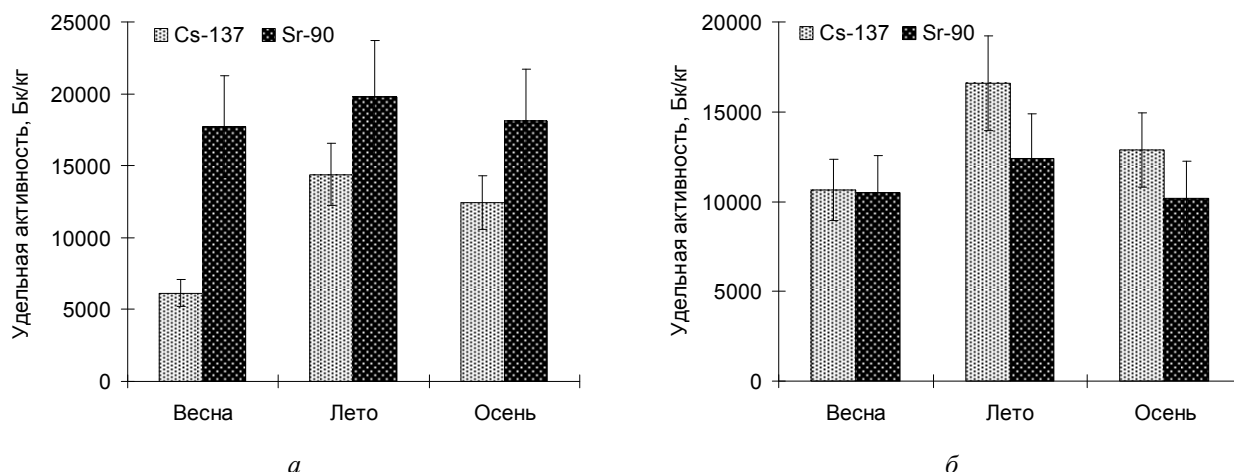 Удельная активность, Бк/кг
25000
20000
15000
10000
5000
0
Cs-137 Sr-90
Весна Лето Осень
а
Удельная активность, Бк/кг
20000
15000
10000
5000
0
Cs-137 Sr-90
Весна Лето Осень
б